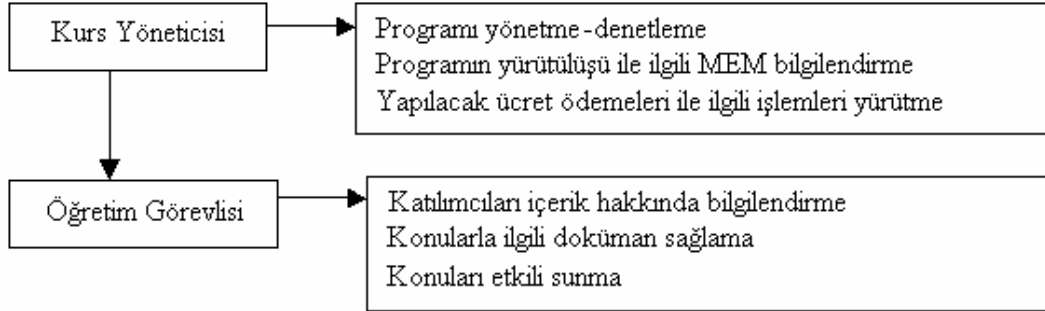 Kurs Yöneticisi
Programı yönetme-denetleme
Programın yürütülüşü ile ilgili MEM bilgilendirme
Yapılacak ücret ödemeleri ile ilgili işlemleri yürütme
Öğretim Görevlisi
Katılımcıları içerik hakkında bilgilendirme
Konularla ilgili doküman sağlama
Konuları etkili sunma